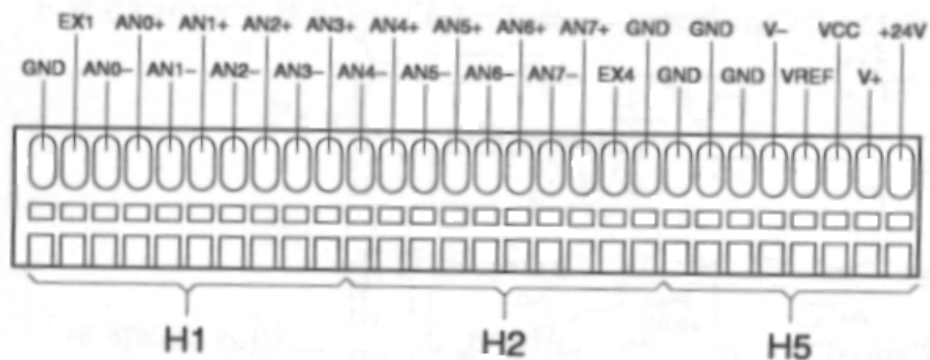 EX1 AN0+ AN1+ AN2+ AN3+ AN4+ AN5+ AN6+ AN7+ GND GND V– VCC +24V
GND AN0– AN1– AN2– AN3– AN4– AN5– AN6– AN7– EX4 GND GND VREF V+
H1 H2 H5